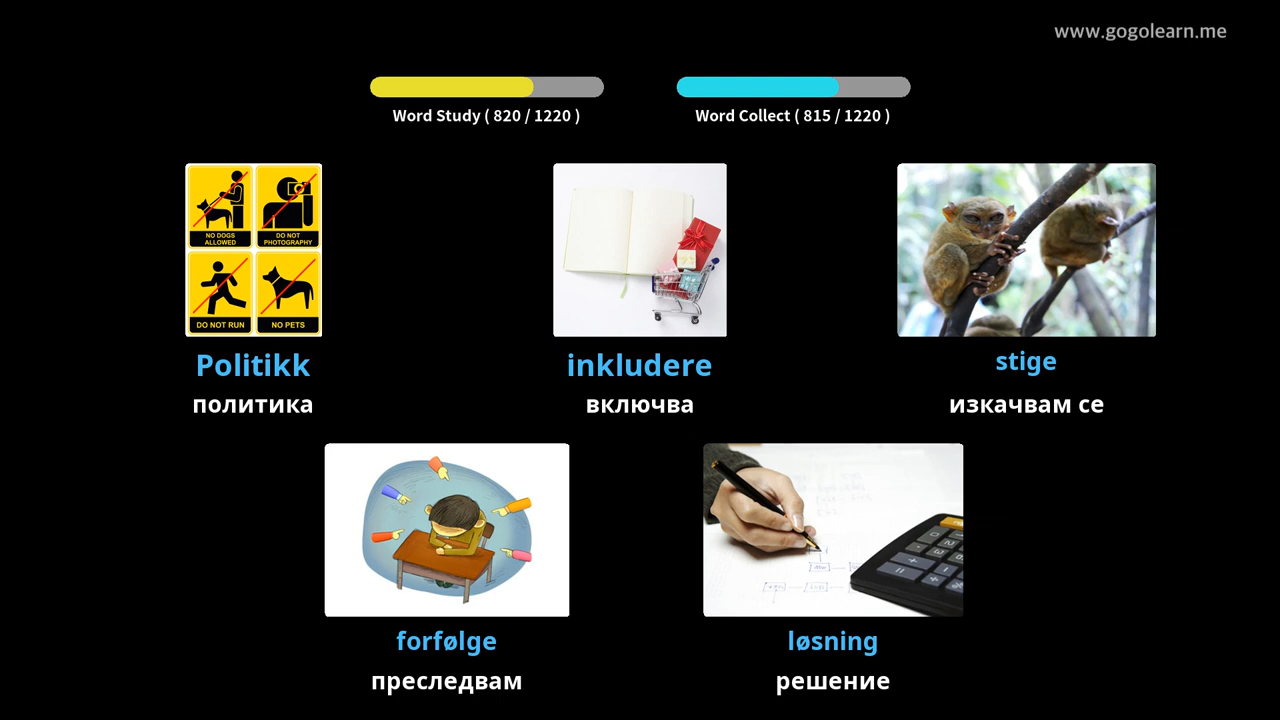 www.gogolearn.me
Word Study ( 820 / 1220 )
Word Collect ( 815 / 1220 )
NO DOGS
ALLOWED
DO NOT
PHOTOGRAPHY
DO NOT RUN
NO PETS
Politikk
inkludere
stige
политика
включва
изкачвам се
forfølge
løsning
преследвам
решение